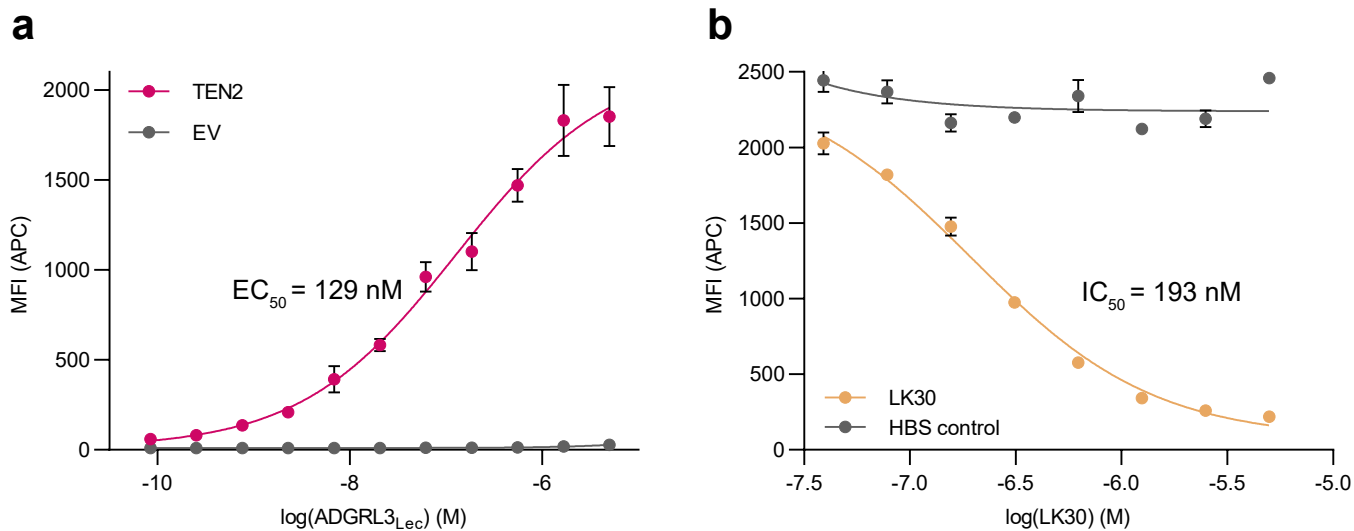 a
2000
1500
1000
500
0
MFI (APC)
TEN2
EV
EC50 = 129 nM
-10
-8
-6
log(ADGRL3Lec) (M)
b
2500
2000
1500
1000
500
0
MFI (APC)
IC50 = 193 nM
LK30
HBS control
-7.5
-7.0
-6.5
-6.0
-5.5
-5.0
log(LK30) (M)